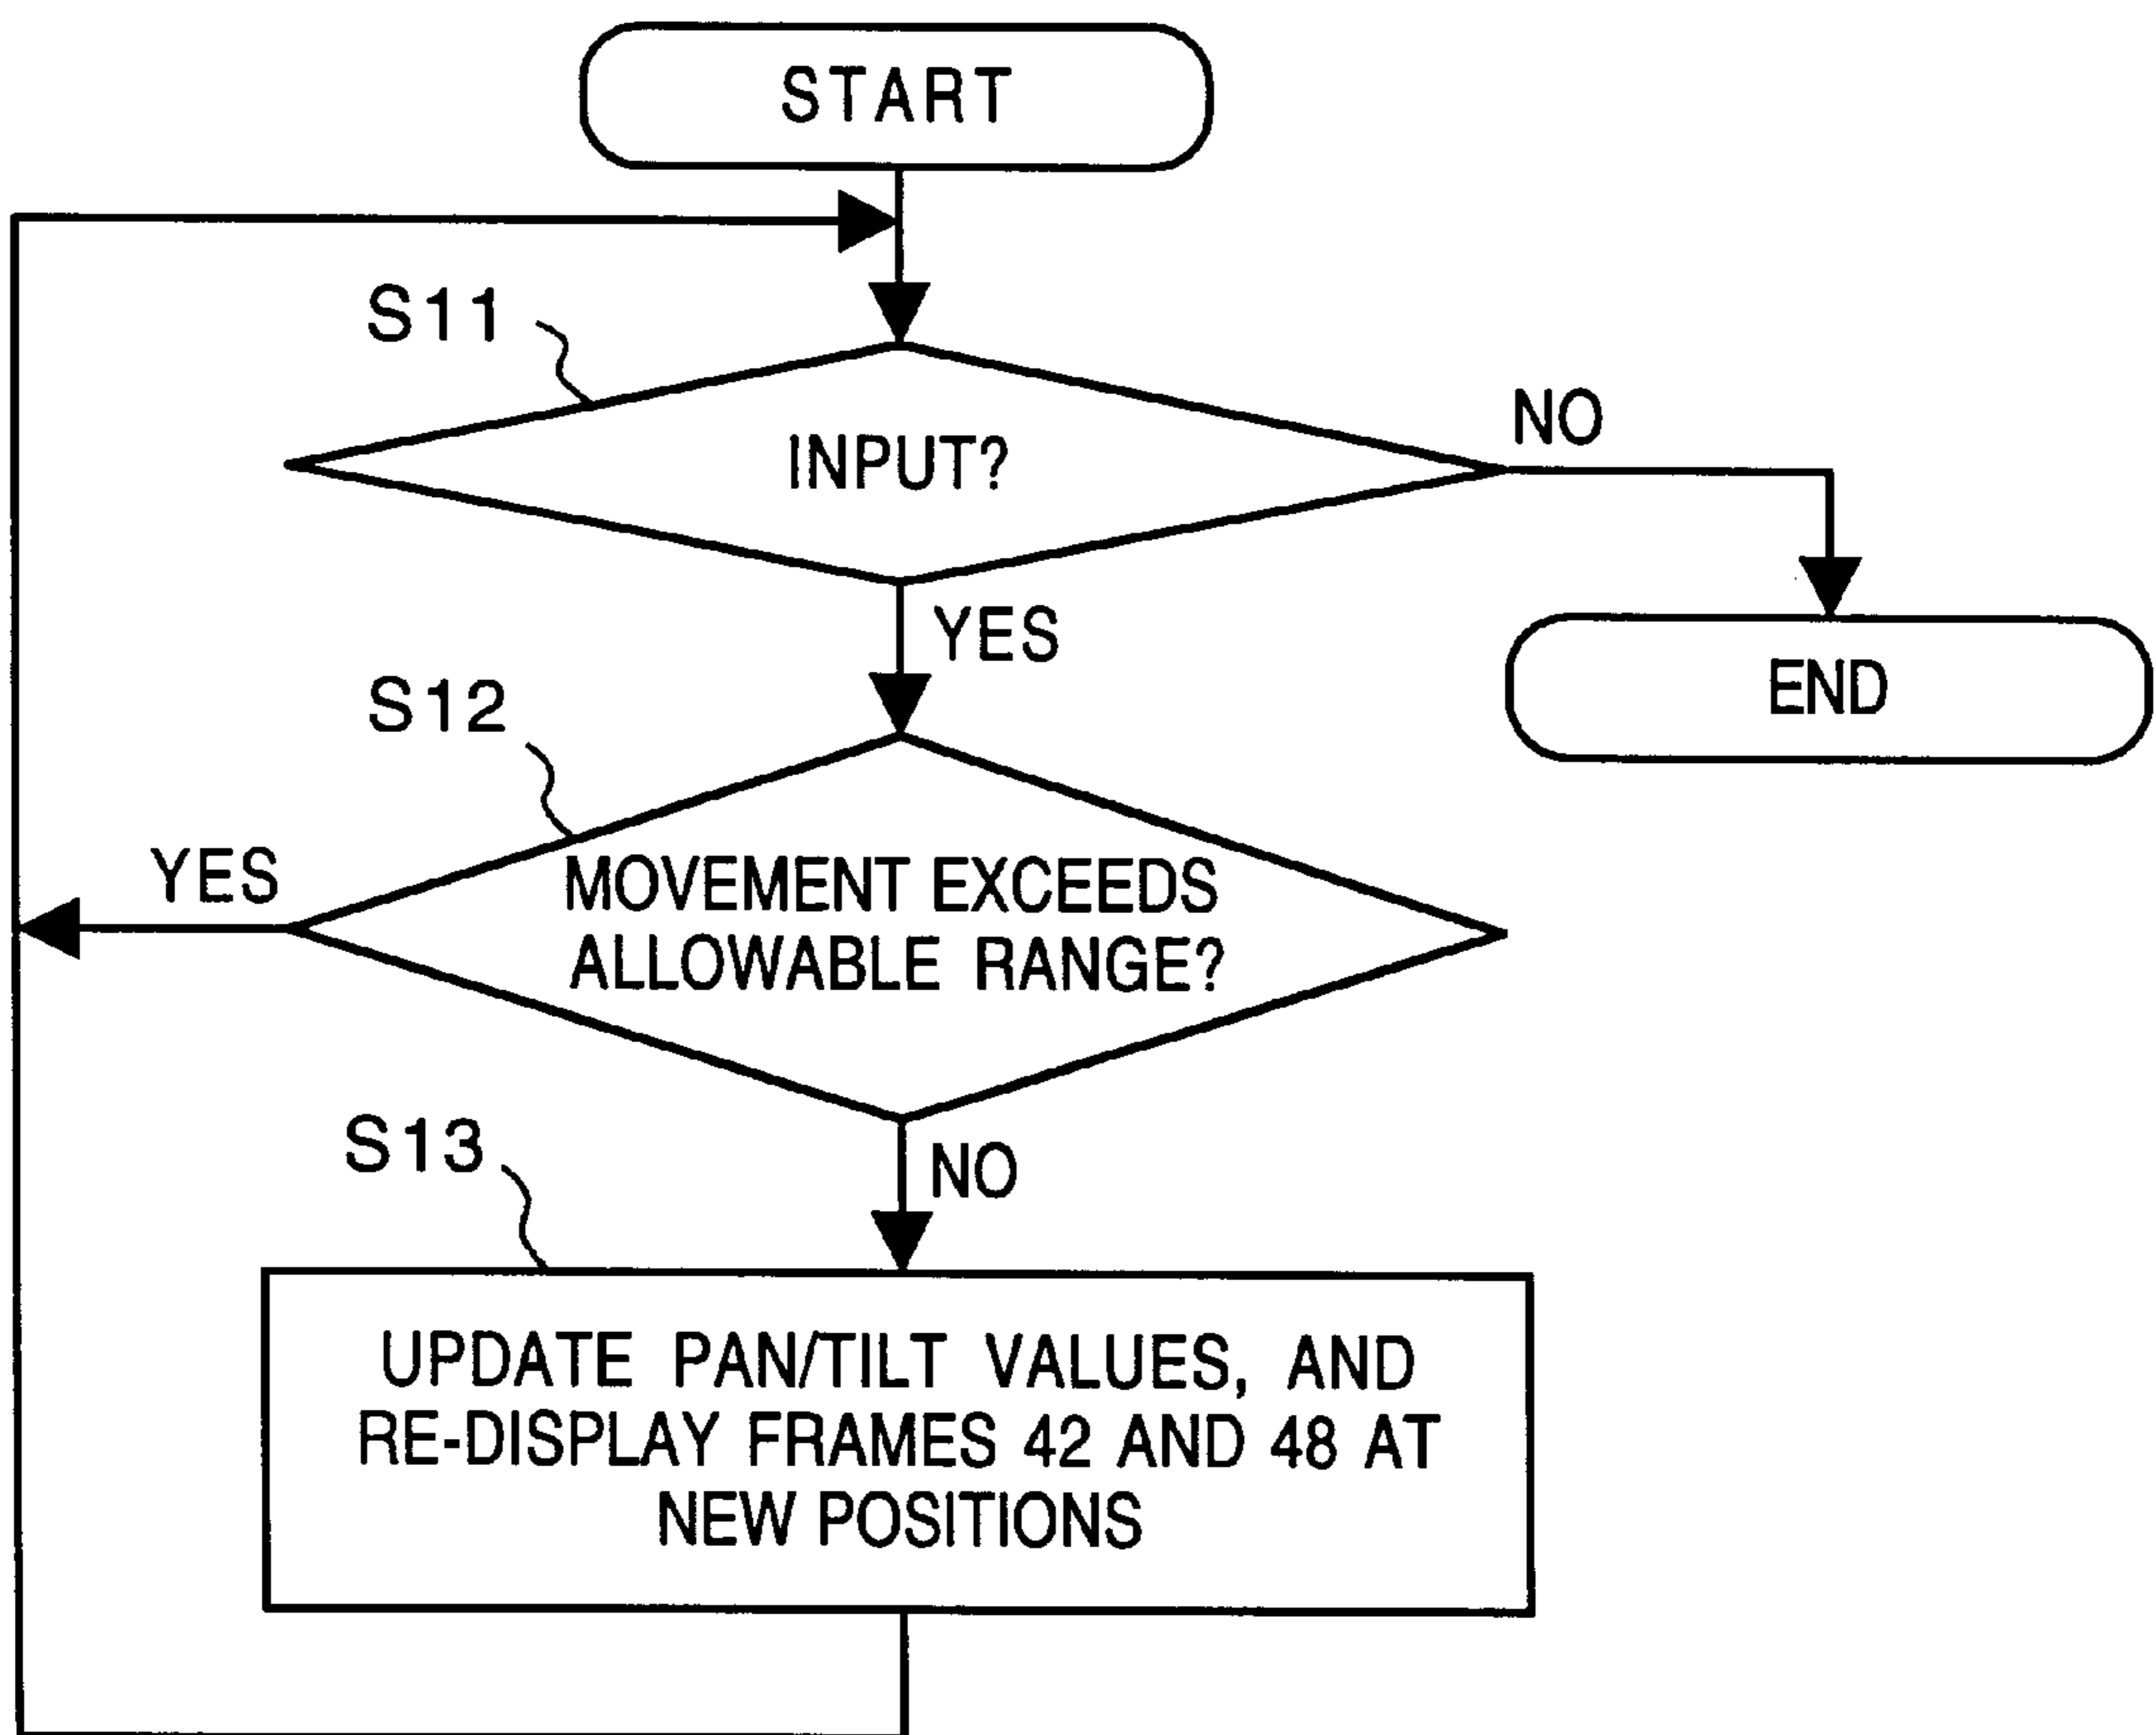 START
S11
INPUT?
NO
YES
END
S12
YES
MOVEMENT EXCEEDS
ALLOWABLE RANGE?
S13
NO
UPDATE PAN/TILT VALUES, AND
RE-DISPLAY FRAMES 42 AND 48 AT
NEW POSITIONS